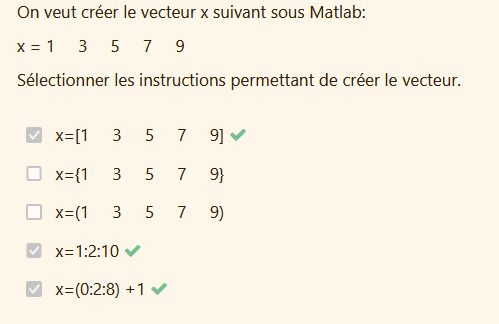 On veut créer le vecteur x suivant sous Matlab:
x = 1 3 5 7 9
Sélectionner les instructions permettant de créer le vecteur.
x=[1 3 5 7 9]
x={1 3 5 7 9}
x=(1 3 5 7 9)
x=1:2:10
x=(0:2:8) +1